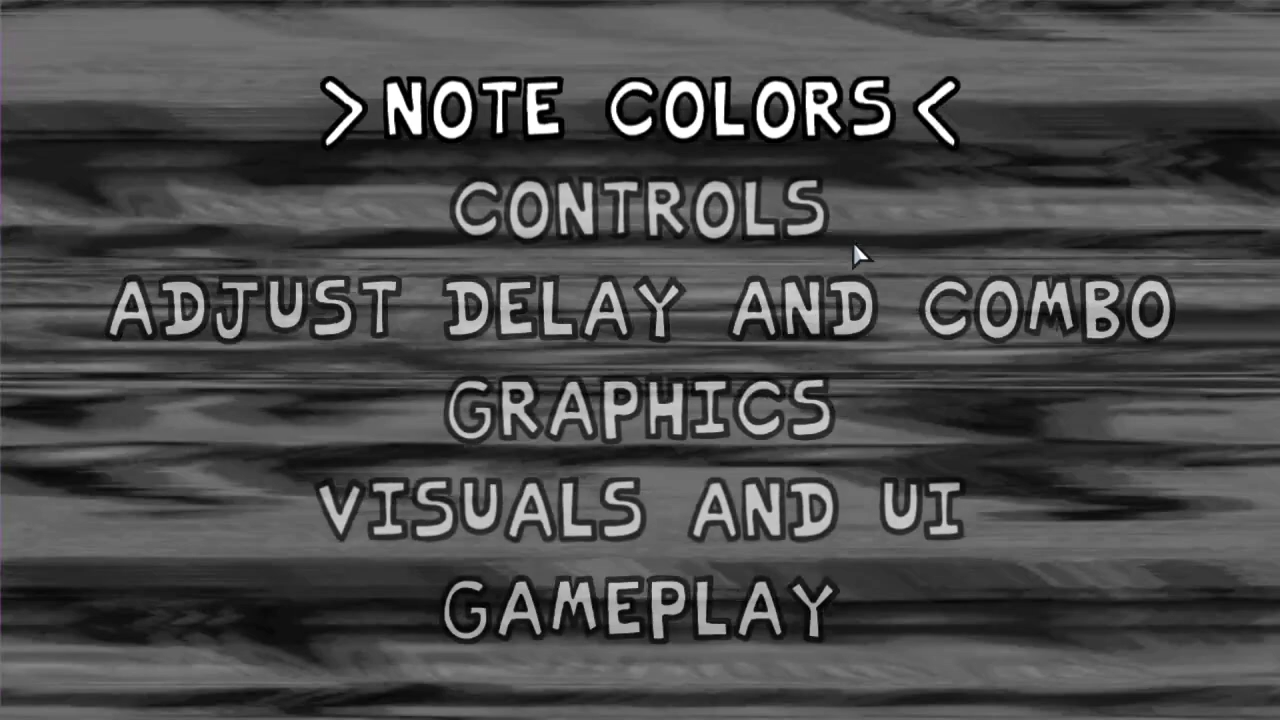 >NOTE COLORS<
CONTROLS
ADJUST DELAY AND COMBO
GRAPHICS
VISUALS AND UI
GAMEPLAY